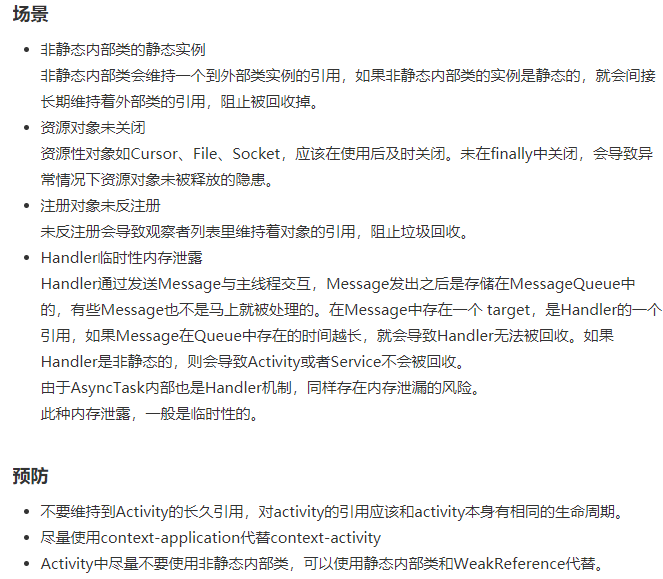 场景
非静态内部类的静态实例
非静态内部类会维持一个到外部类实例的引用，如果非静态内部类的实例是静态的，就会间接
长期维持着外部类的引用，阻止被回收掉。
资源对象未关闭
资源性对象如Cursor、File、Socket，应该在使用后及时关闭。未在finally中关闭，会导致异
常情况下资源对象未被释放的隐患。
注册对象未反注册
未反注册会导致观察者列表里维持着对象的引用，阻止垃圾回收。
Handler临时性内存泄露
Handler通过发送Message与主线程交互，Message发出之后是存储在MessageQueue中
的，有些Message也不是马上就被处理的。在Message中存在一个 target，是Handler的一个
引用，如果Message在Queue中存在的时间越长，就会导致Handler无法被回收。如果
Handler是非静态的，则会导致Activity或者Service不会被回收。
由于AsyncTask内部也是Handler机制，同样存在内存泄漏的风险。
此种内存泄露，一般是临时性的。
预防
不要维持到Activity的长久引用，对activity的引用应该和activity本身有相同的生命周期。
尽量使用context-application代替context-activity
Activity中尽量不要使用非静态内部类，可以使用静态内部类和WeakReference代替。